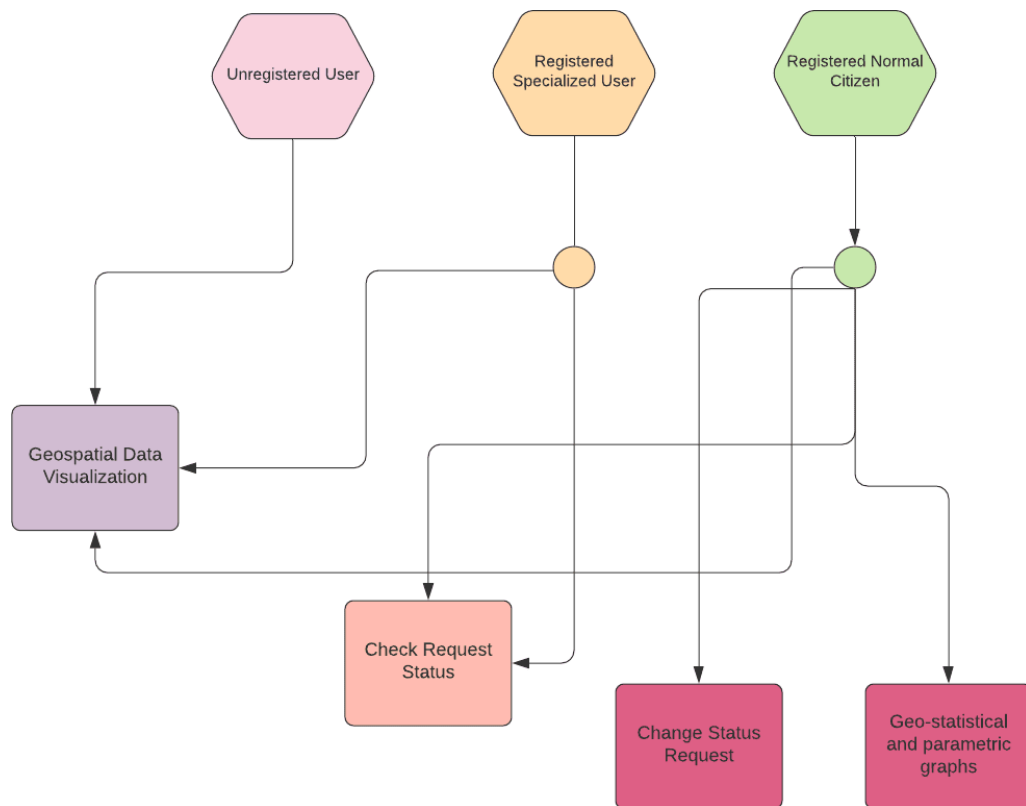 Unregistered User
Registered
Specialized User
Registered Normal
Citizen
Geospatial Data
Visualization
Check Request
Status
Change Status
Request
Geo-statistical
and parametric
graphs